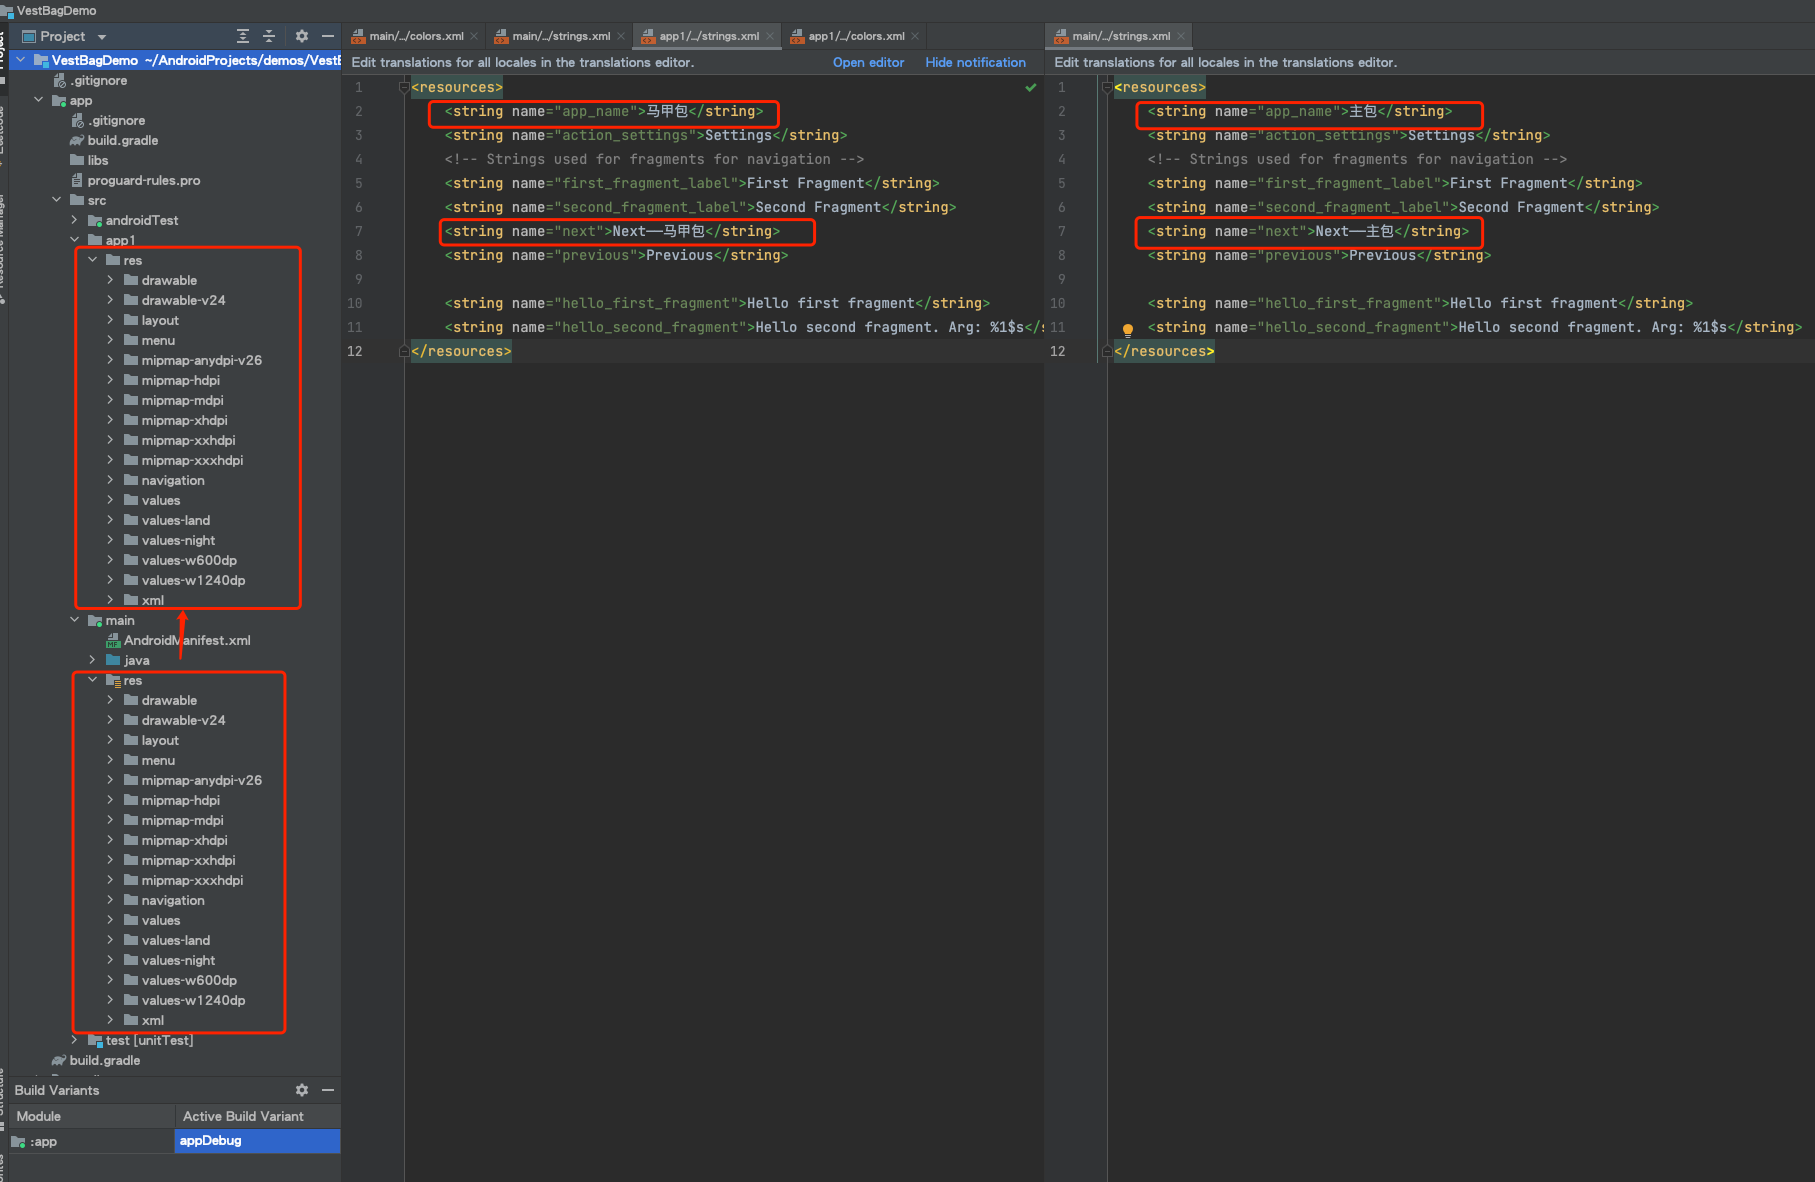 VestBagDemo
Project
main/.../colors.xml
main/.../strings.xml
app1/.../strings.xml
app1/.../colors.xml
main/.../strings.xml
VestBagDemo ~/AndroidProjects/demos/VestB
.gitignore
app
.gitignore
build.gradle
libs
proguard-rules.pro
src
androidTest
app1
res
drawable
drawable-v24
layout
menu
mipmap-anydpi-v26
mipmap-hdpi
mipmap-mdpi
mipmap-xhdpi
mipmap-xxhdpi
mipmap-xxxhdpi
navigation
values
values-land
values-night
values-w600dp
values-w1240dp
xml
main
AndroidManifest.xml
java
res
drawable
drawable-v24
layout
menu
mipmap-anydpi-v26
mipmap-hdpi
mipmap-mdpi
mipmap-xhdpi
mipmap-xxhdpi
mipmap-xxxhdpi
navigation
values
values-land
values-night
values-w600dp
values-w1240dp
xml
test [unitTest]
build.gradle
Build Variants
Module Active Build Variant
:app appDebug
Edit translations for all locales in the translations editor. Open editor Hide notification
1 <resources>
2 <string name="app_name">马甲包</string>
3 <string name="action_settings">Settings</string>
4 <!-- Strings used for fragments for navigation -->
5 <string name="first_fragment_label">First Fragment</string>
6 <string name="second_fragment_label">Second Fragment</string>
7 <string name="next">Next——马甲包</string>
8 <string name="previous">Previous</string>
9
10 <string name="hello_first_fragment">Hello first fragment</string>
11 <string name="hello_second_fragment">Hello second fragment. Arg: %1$s</s
12 </resources>
Edit translations for all locales in the translations editor.
1 <resources>
2 <string name="app_name">主包</string>
3 <string name="action_settings">Settings</string>
4 <!-- Strings used for fragments for navigation -->
5 <string name="first_fragment_label">First Fragment</string>
6 <string name="second_fragment_label">Second Fragment</string>
7 <string name="next">Next——主包</string>
8 <string name="previous">Previous</string>
9
10 <string name="hello_first_fragment">Hello first fragment</string>
11 <string name="hello_second_fragment">Hello second fragment. Arg: %1$s</string>
12 </resources>